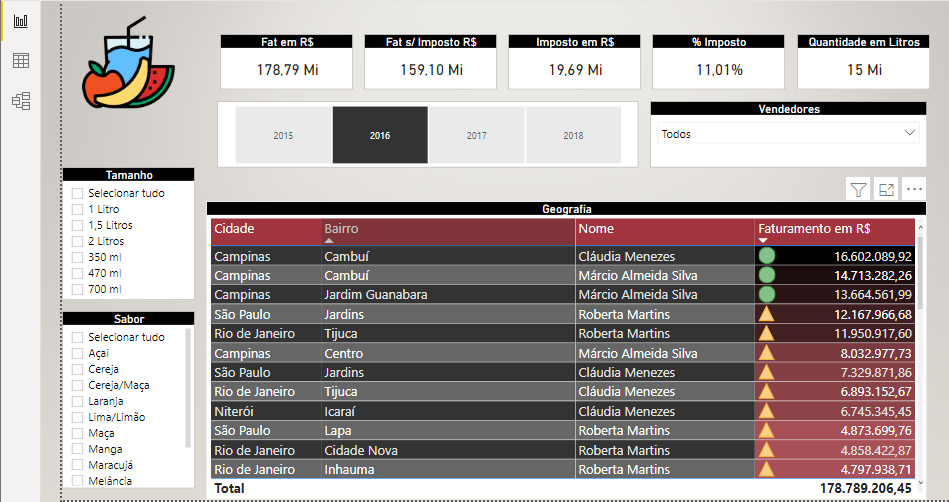 Fat em R$
178,79 Mi
Fat s/ Imposto R$
159,10 Mi
Imposto em R$
19,69 Mi
% Imposto
11,01%
Quantidade em Litros
15 Mi
2015
2016
2017
2018
Vendedores
Todos
Tamanho
Selecionar tudo
1 Litro
1,5 Litros
2 Litros
350 ml
470 ml
700 ml
Sabor
Selecionar tudo
Açai
Cereja
Cereja/Maça
Laranja
Lima/Limão
Maça
Manga
Maracujá
Melância
Geografia
Cidade Bairro Nome Faturamento em R$
Campinas Cambuí Cláudia Menezes 16.602.089,92
Campinas Cambuí Márcio Almeida Silva 14.713.282,26
Campinas Jardim Guanabara Márcio Almeida Silva 13.664.561,99
São Paulo Jardins Roberta Martins 12.167.966,68
Rio de Janeiro Tijuca Roberta Martins 11.950.917,60
Campinas Centro Márcio Almeida Silva 8.032.977,73
São Paulo Jardins Cláudia Menezes 7.329.871,86
Rio de Janeiro Tijuca Cláudia Menezes 6.893.152,67
Niterói Icaraí Cláudia Menezes 6.745.345,45
São Paulo Lapa Roberta Martins 4.873.699,76
Rio de Janeiro Cidade Nova Roberta Martins 4.858.422,87
Rio de Janeiro Inhauma Roberta Martins 4.797.938,71
Total 178.789.206,45